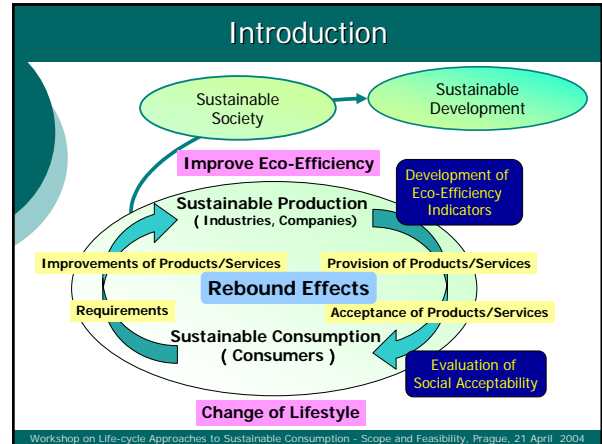 Introduction
Sustainable
Society
Sustainable
Development
Improve Eco-Efficiency
Development of
Eco-Efficiency
Indicators
Sustainable Production
( Industries, Companies)
Improvements of Products/Services
Provision of Products/Services
Rebound Effects
Requirements
Acceptance of Products/Services
Sustainable Consumption
( Consumers )
Evaluation of
Social Acceptability
Change of Lifestyle
Workshop on Life-cycle Approaches to Sustainable Consumption - Scope and Feasibility, Prague, 21 April 2004